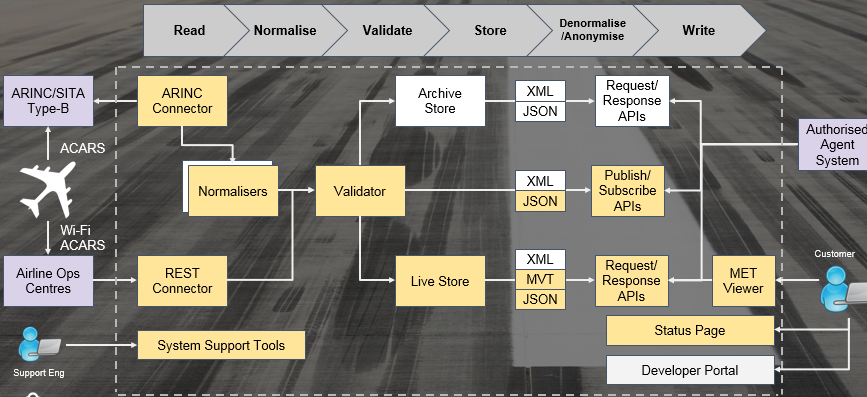 Read
Normalise
Validate
Store
Denormalise
/Anonymise
Write
ARINC/SITA
Type-B
ARINC
Connector
Archive
Store
XML
JSON
Request/
Response
APIs
Authorised
Agent
System
ACARS
Normalisers
Validator
XML
JSON
Publish/
Subscribe
APIs
Wi-Fi
ACARS
Airline Ops
Centres
REST
Connector
Live Store
XML
MVT
JSON
Request/
Response
APIs
MET
Viewer
Customer
Support Eng
System Support Tools
Status Page
Developer Portal